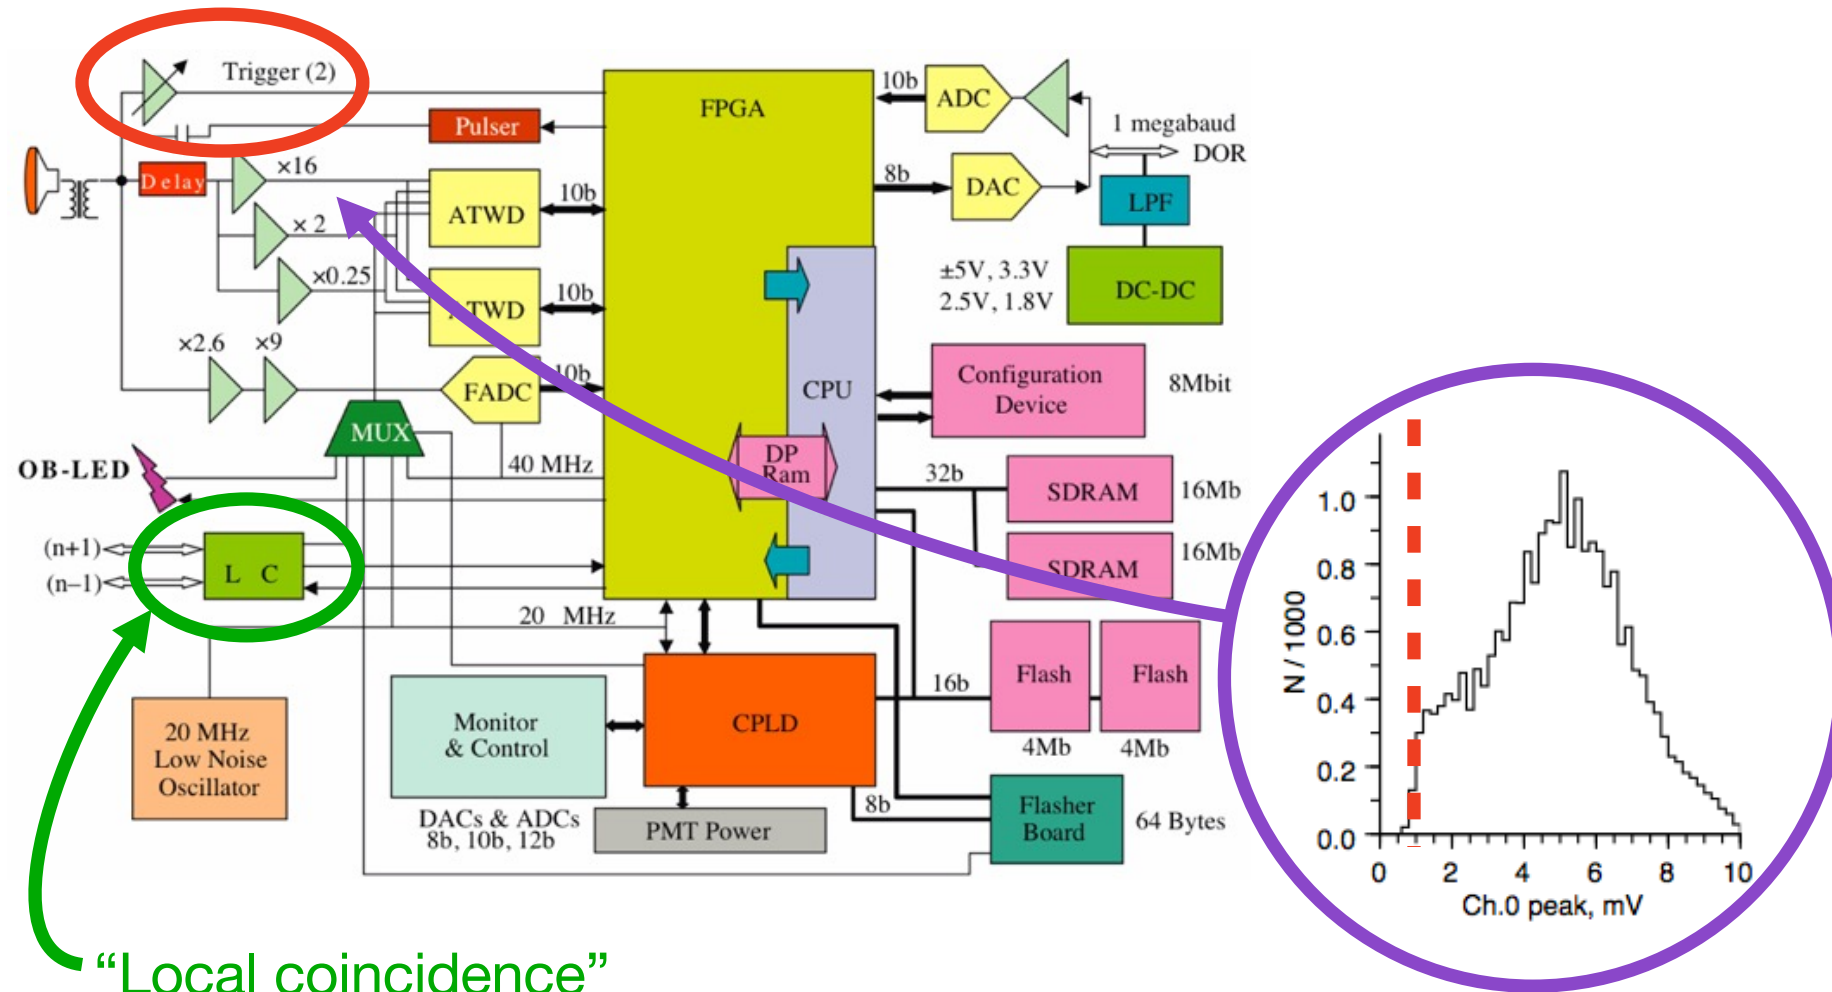 Trigger (2)
FPGA
10b
ADC
1 megabaud
DOR
Pulser
Delay
×16
ATWD
10b
8b
DAC
LPF
× 2
×0.25
ATWD
10b
±5V, 3.3V
2.5V, 1.8V
DC-DC
×2.6
×9
FADC
10b
CPU
Configuration
Device
8Mbit
MUX
OB-LED
40 MHz
DP
Ram
32b
SDRAM
16Mb
(n+1)
(n–1)
L C
SDRAM
16Mb
20 MHz
20 MHz
Low Noise
Oscillator
Monitor
& Control
CPLD
16b
Flash
Flash
4Mb
4Mb
DACs & ADCs
8b, 10b, 12b
PMT Power
8b
Flasher
Board
64 Bytes
N / 1000
1.0
0.8
0.6
0.4
0.2
0.0
0 2 4 6 8 10
Ch.0 peak, mV
“Local coincidence”